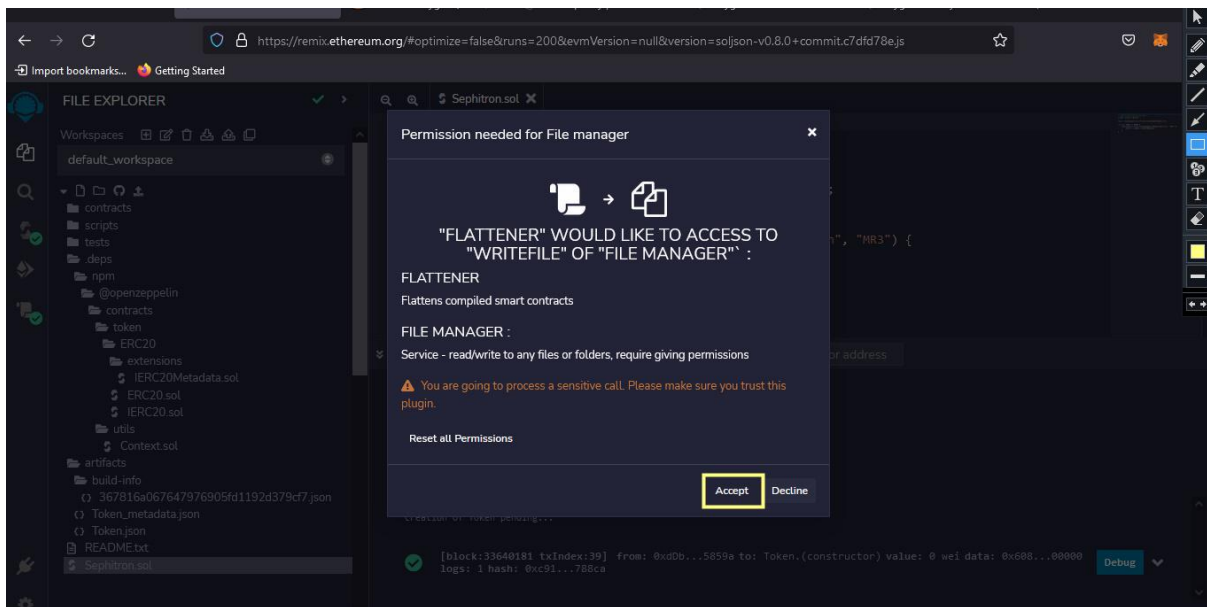 https://remix.ethereum.org/#optimize=false&runs=200&evmVersion=null&version=soljson-v0.8.0+commit.c7dfd78e.js
Import bookmarks... Getting Started
FILE EXPLORER
Sephitron.sol
Workspaces
default_workspace
contracts
scripts
tests
.deps
npm
@openzeppelin
contracts
token
ERC20
extensions
IERC20Metadata.sol
ERC20.sol
IERC20.sol
utils
Context.sol
artifacts
build-info
367816a067647976905fd1192d379cf7.json
Token_metadata.json
Token.json
README.txt
Sephitron.sol
Permission needed for File manager
"FLATTENER" WOULD LIKE TO ACCESS TO
"WRITEFILE" OF "FILE MANAGER"` :
FLATTENER
Flattens compiled smart contracts
FILE MANAGER :
Service - read/write to any files or folders, require giving permissions
You are going to process a sensitive call. Please make sure you trust this
plugin.
Reset all Permissions
Accept Decline
", "MR3") {
or address
creation of Token pending...
[block:33640181 txIndex:39] from: 0xdDb...5859a to: Token.(constructor) value: 0 wei data: 0x608...00000
logs: 1 hash: 0xc91...788ca
Debug
T